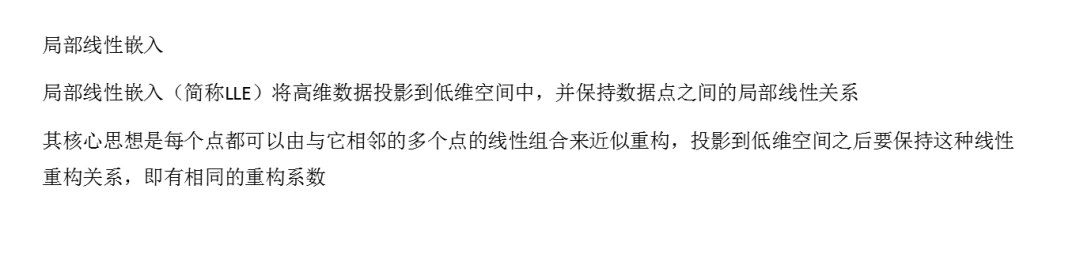 局部线性嵌入
局部线性嵌入（简称LLE）将高维数据投影到低维空间中，并保持数据点之间的局部线性关系
其核心思想是每个点都可以由与它相邻的多个点的线性组合来近似重构，投影到低维空间之后要保持这种线性
重构关系，即有相同的重构系数